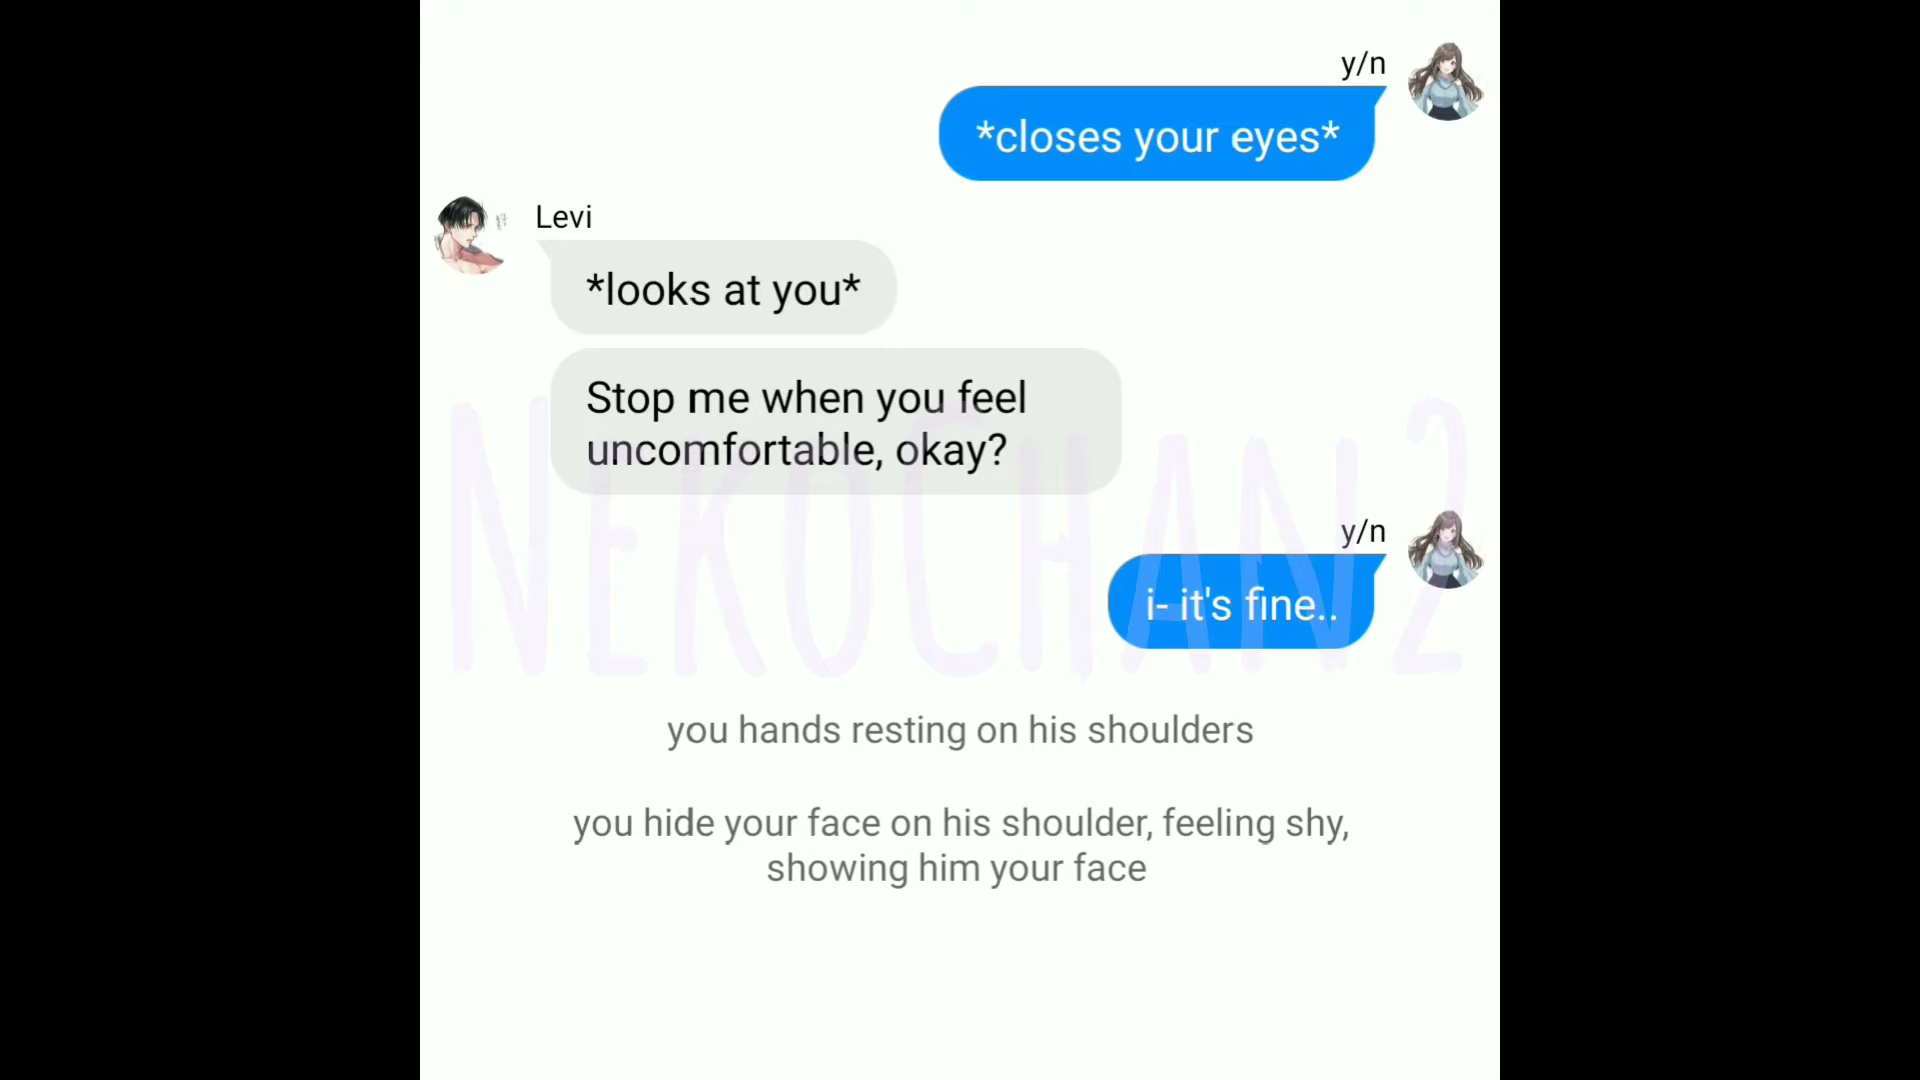 y/n
*closes your eyes*
Levi
*looks at you*
Stop me when you feel
uncomfortable, okay?
y/n
i- it's fine..
NEKOCHAN2
you hands resting on his shoulders
you hide your face on his shoulder, feeling shy,
showing him your face